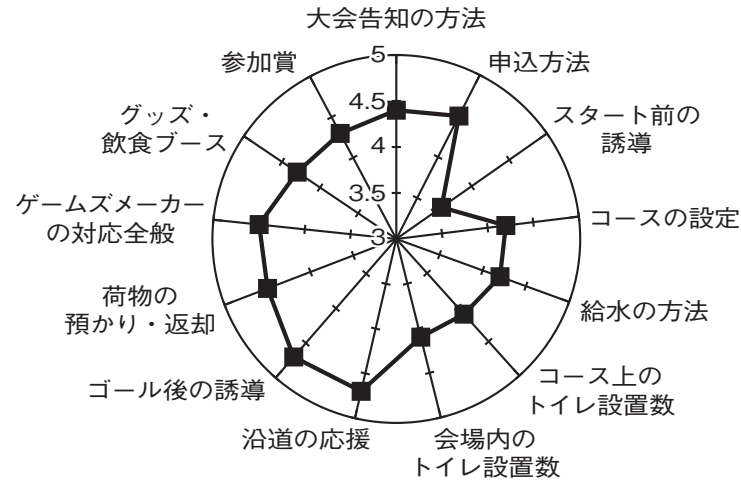 大会告知の方法
申込方法
スタート前の
誘導
コースの設定
給水の方法
コース上の
トイレ設置数
会場内の
トイレ設置数
沿道の応援
ゴール後の誘導
荷物の
預かり・返却
ゲームズメーカー
の対応全般
グッズ・
飲食ブース
参加賞
5
4.5
4
3.5
3